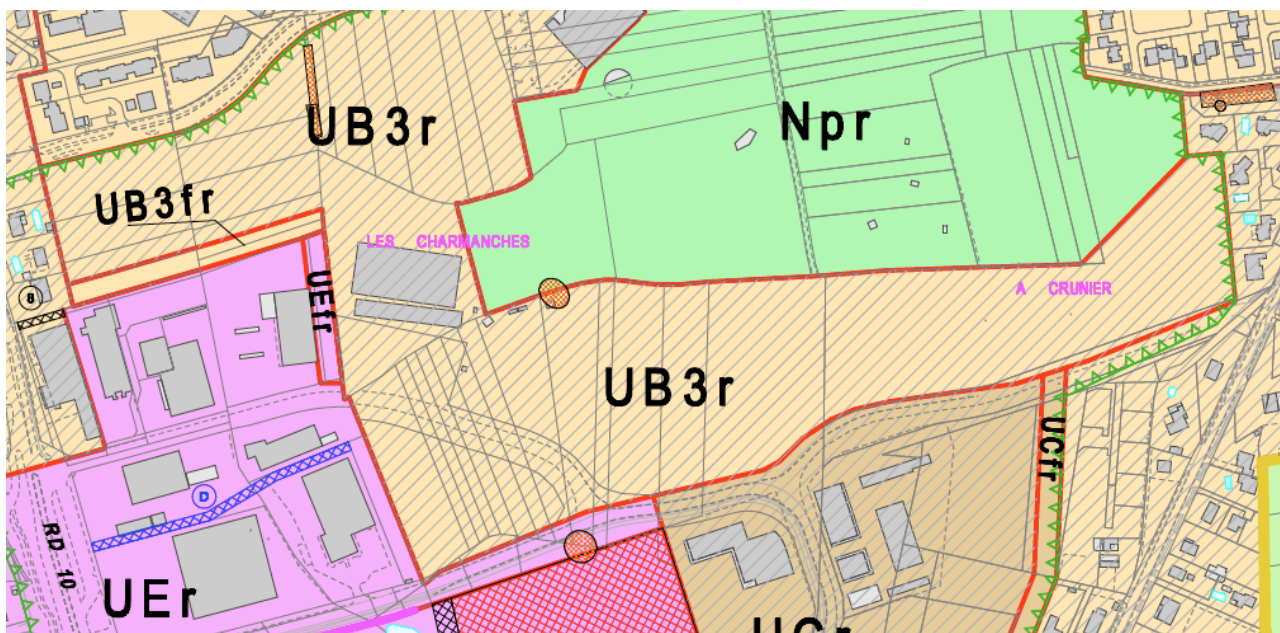 UB3r
Npr
UB3fr
LES CHARMANCHES
UEfr
A CRUNIER
8
UB3r
UCfr
D
RD 10
UEr